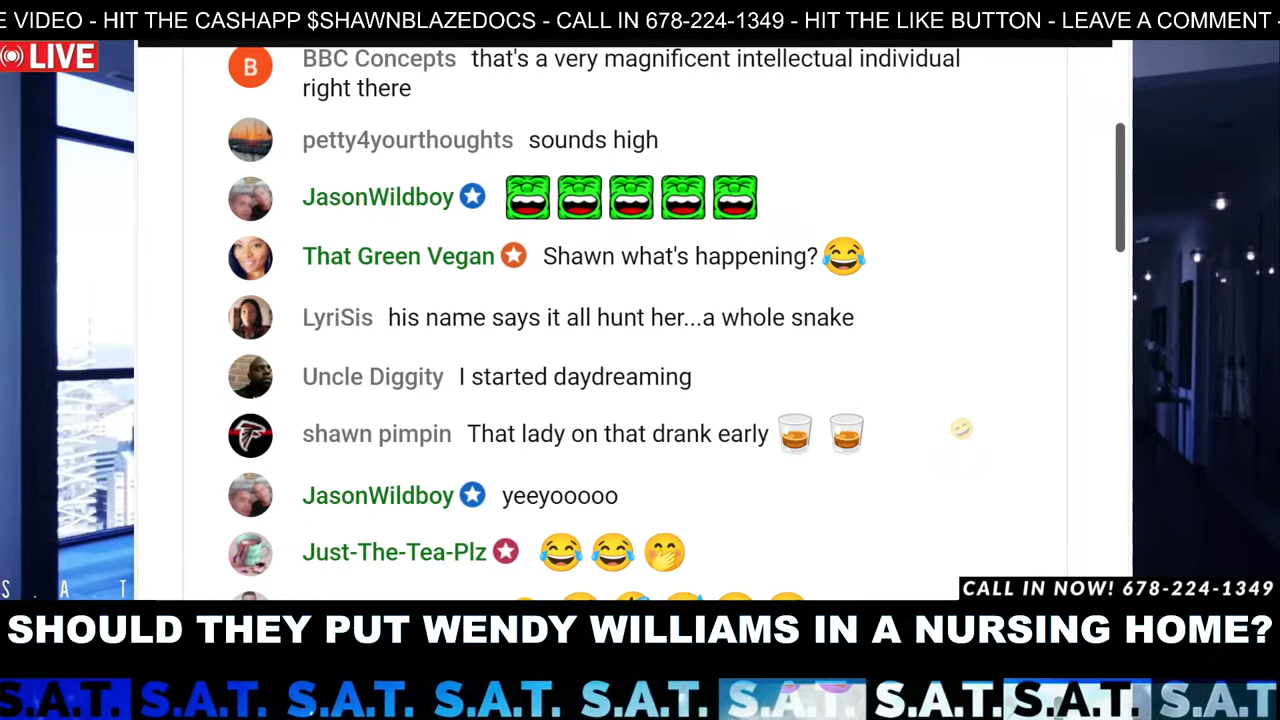 E VIDEO - HIT THE CASHAPP $SHAWNBLAZEDOCS - CALL IN 678-224-1349 - HIT THE LIKE BUTTON - LEAVE A COMMENT -
LIVE
B
BBC Concepts that's a very magnificent intellectual individual
right there
petty4yourthoughts sounds high
JasonWildboy
That Green Vegan Shawn what's happening?😂
LyriSis his name says it all hunt her...a whole snake
Uncle Diggity I started daydreaming
shawn pimpin That lady on that drank early 🥃 🥃
JasonWildboy yeeyooooo
Just-The-Tea-Plz 😂 😂 🤭
S. A. T
CALL IN NOW! 678-224-1349
SHOULD THEY PUT WENDY WILLIAMS IN A NURSING HOME?
S.A.T. S.A.T. S.A.T. S.A.T. S.A.T. S.A.T. S.A.T. S.A.T. S.A.T